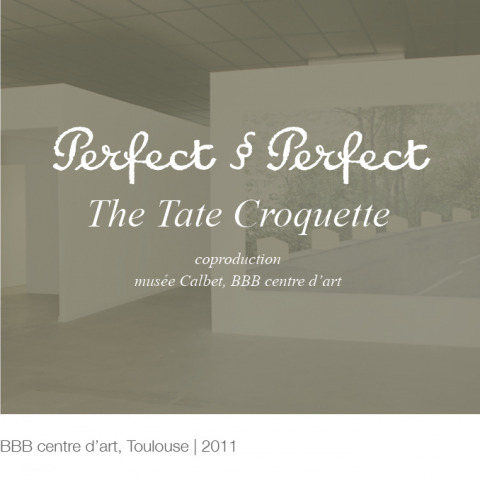 Perfect § Perfect
The Tate Croquette
coproduction
musée Calbet, BBB centre d'art
BBB centre d'art, Toulouse | 2011